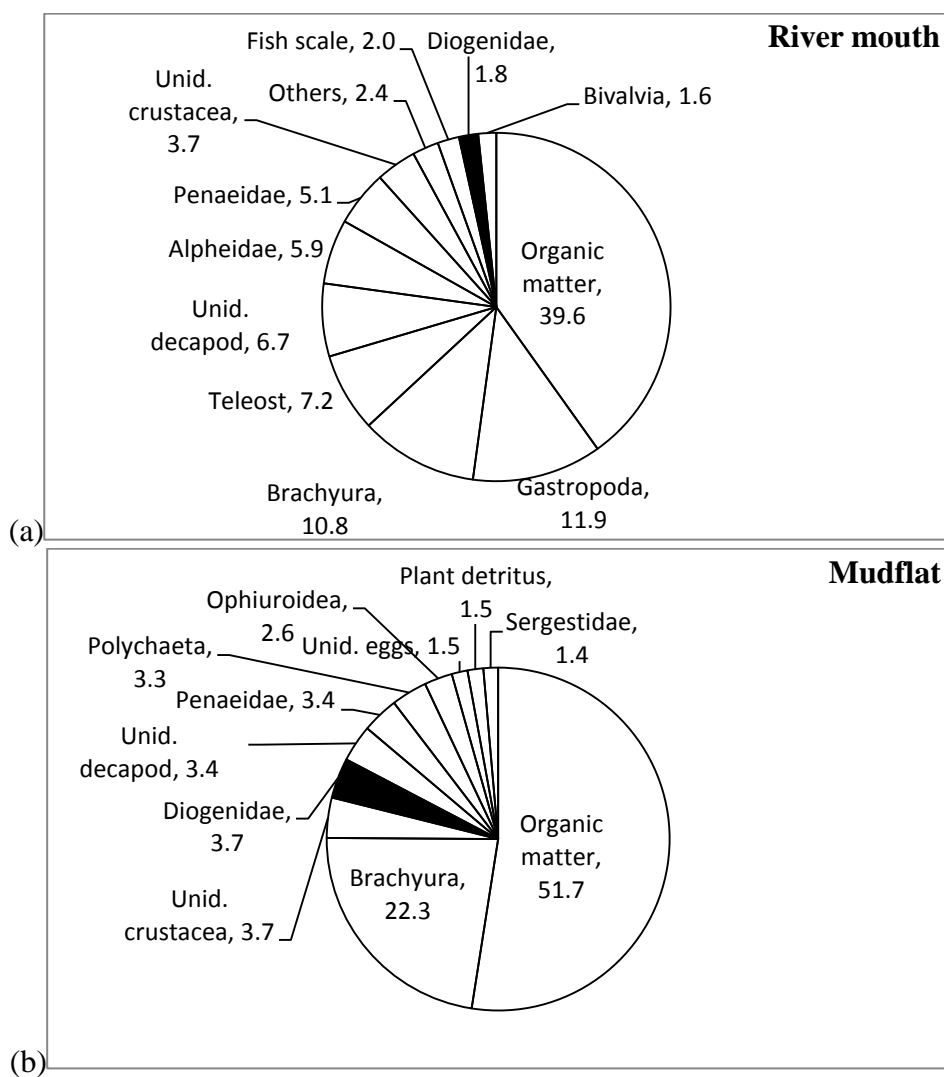 River mouth
Fish scale, 2.0
Diogenidae,
1.8
Bivalvia, 1.6
Others, 2.4
Unid.
crustacea,
3.7
Penaeidae, 5.1
Alpheidae, 5.9
Unid.
decapod, 6.7
Teleost, 7.2
Brachyura,
10.8
Gastropoda,
11.9
Organic
matter,
39.6
(a)
Mudflat
Plant detritus,
1.5
Sergestidae,
1.4
Ophiuroidea,
2.6
Unid. eggs, 1.5
Polychaeta,
3.3
Penaeidae, 3.4
Unid.
decapod, 3.4
Diogenidae,
3.7
Unid.
crustacea, 3.7
Brachyura,
22.3
Organic
matter,
51.7
(b)